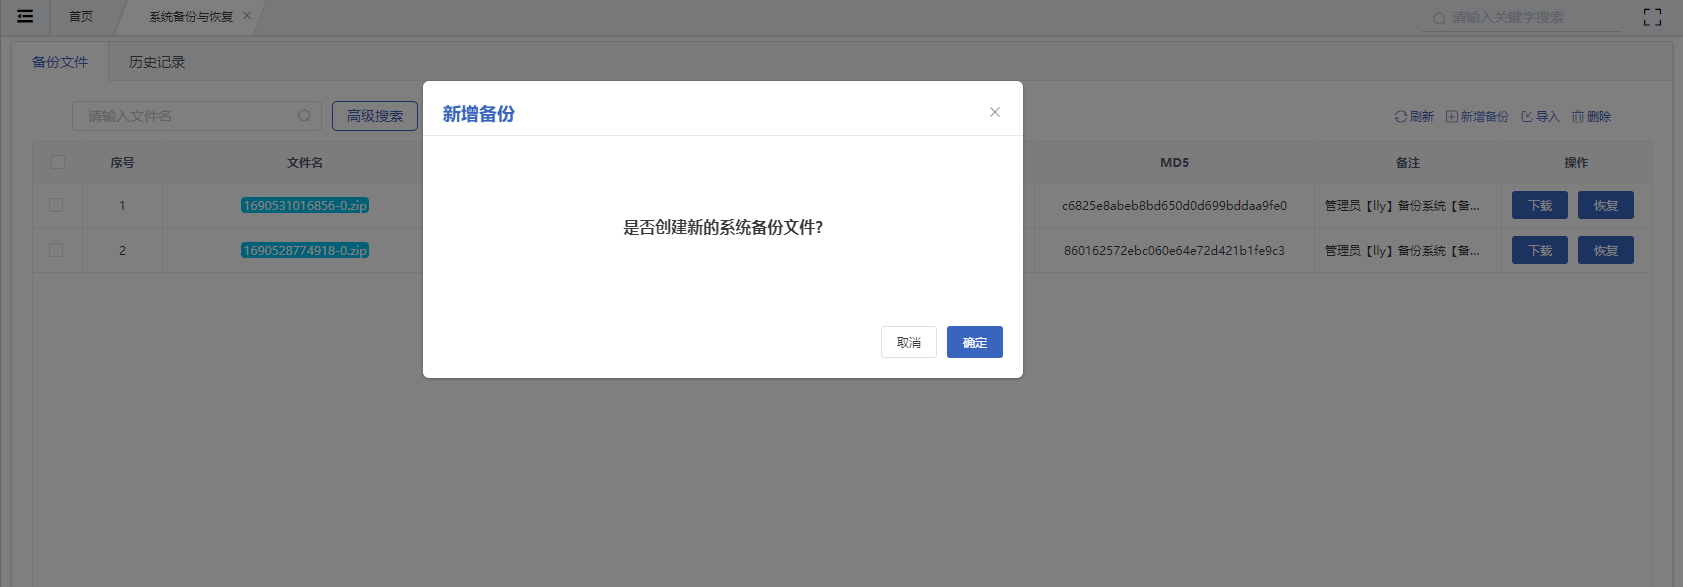 首页
系统备份与恢复
请输入关键字搜索
备份文件
历史记录
请输入文件名
高级搜索
刷新
新增备份
导入
删除
新增备份
是否创建新的系统备份文件?
取消
确定
序号
文件名
MD5
备注
操作
1
1690531016856-0.zip
c6825e8abeb8bd650d0d699bddaa9fe0
管理员【lly】备份系统【备...
下载
恢复
2
1690528774918-0.zip
860162572ebc060e64e72d421b1fe9c3
管理员【lly】备份系统【备...
下载
恢复